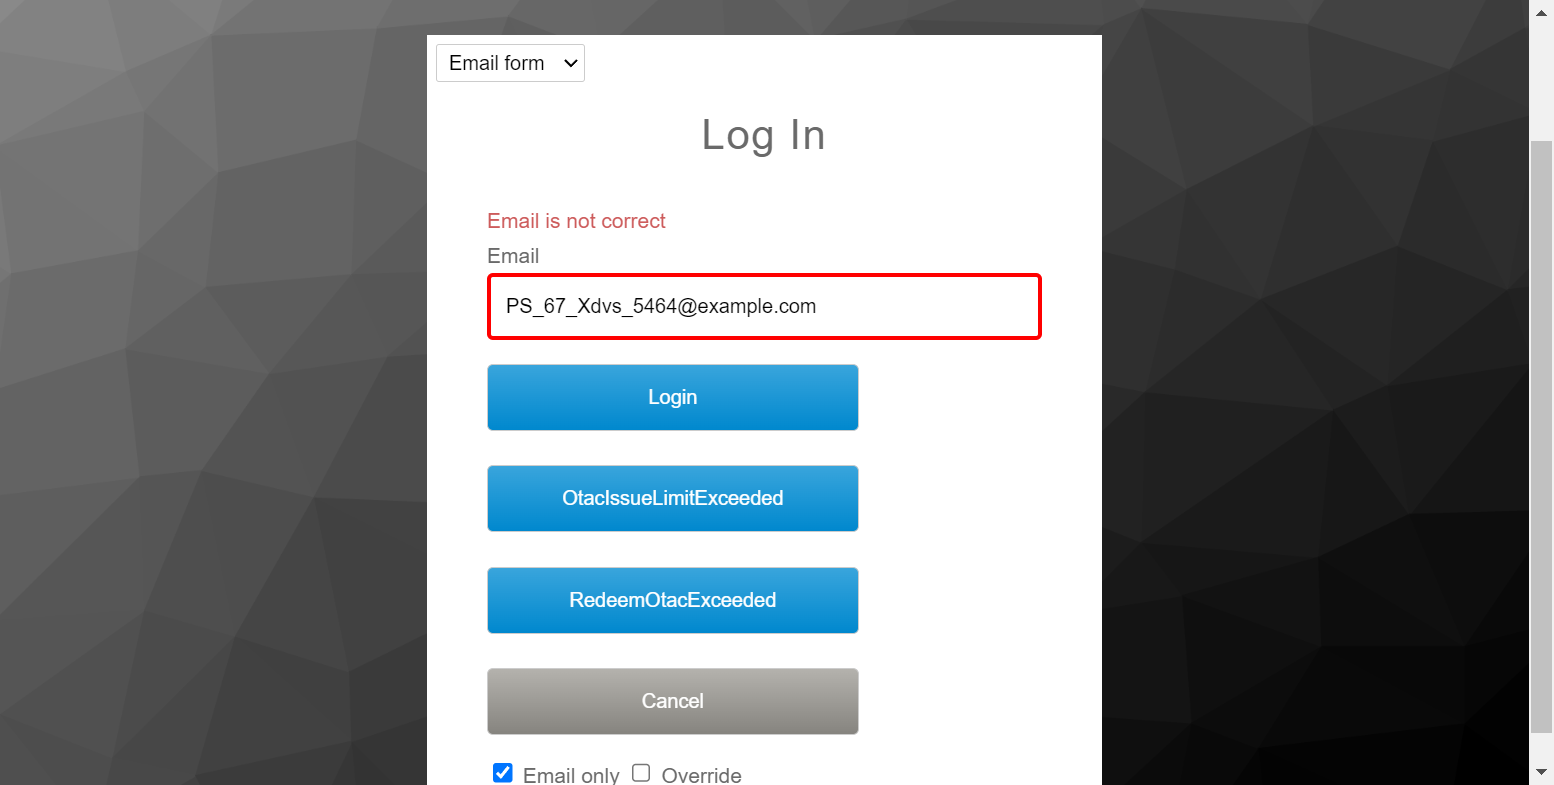 Email form
Log In
Email is not correct
Email
PS_67_Xdvs_5464@example.com
Login
OtacIssueLimitExceeded
RedeemOtacExceeded
Cancel
Email only Override